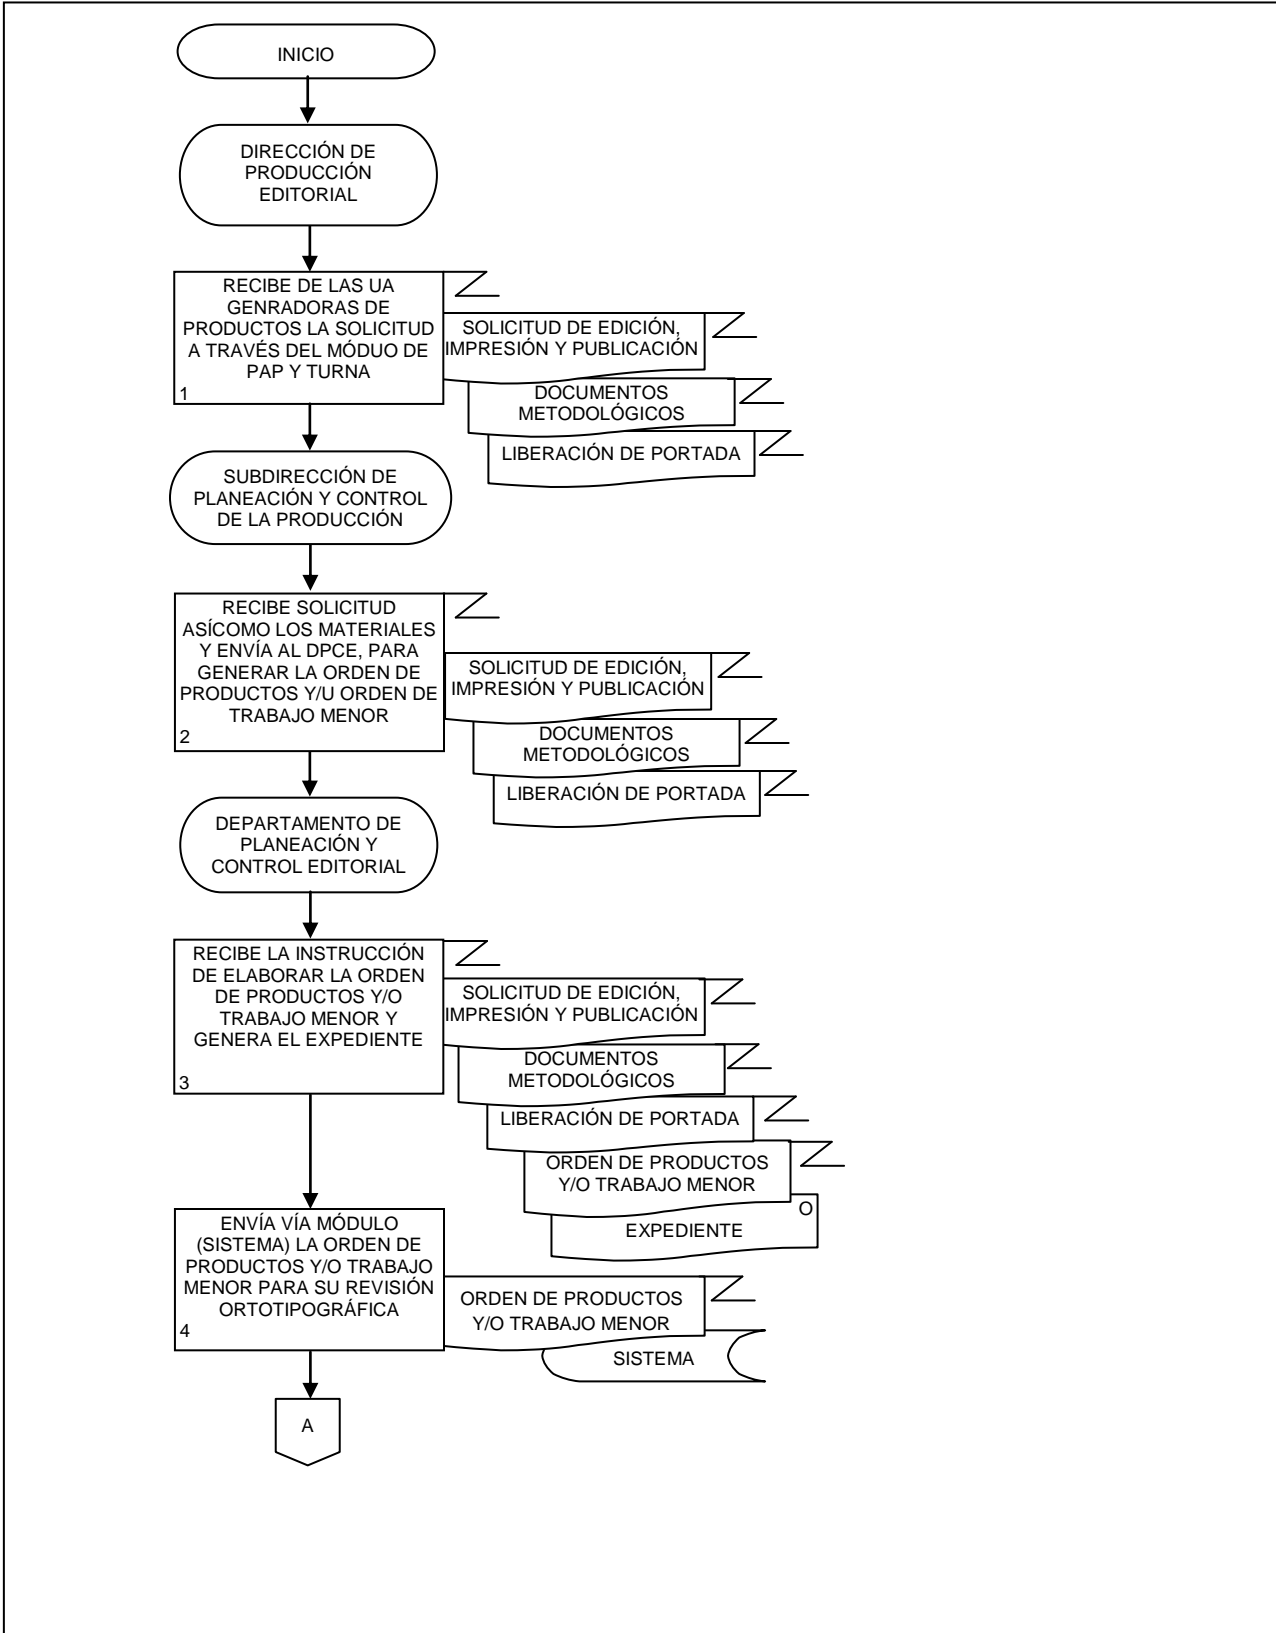 INICIO
DIRECCIÓN DE
PRODUCCIÓN
EDITORIAL
RECIBE DE LAS UA
GENRADORAS DE
PRODUCTOS LA SOLICITUD
A TRAVÉS DEL MÓDUO DE
PAP Y TURNA
1
SOLICITUD DE EDICIÓN,
IMPRESIÓN Y PUBLICACIÓN
DOCUMENTOS
METODOLÓGICOS
LIBERACIÓN DE PORTADA
SUBDIRECCIÓN DE
PLANEACIÓN Y CONTROL
DE LA PRODUCCIÓN
RECIBE SOLICITUD
ASÍCOMO LOS MATERIALES
Y ENVÍA AL DPCE, PARA
GENERAR LA ORDEN DE
PRODUCTOS Y/U ORDEN DE
TRABAJO MENOR
2
SOLICITUD DE EDICIÓN,
IMPRESIÓN Y PUBLICACIÓN
DOCUMENTOS
METODOLÓGICOS
LIBERACIÓN DE PORTADA
DEPARTAMENTO DE
PLANEACIÓN Y
CONTROL EDITORIAL
RECIBE LA INSTRUCCIÓN
DE ELABORAR LA ORDEN
DE PRODUCTOS Y/O
TRABAJO MENOR Y
GENERA EL EXPEDIENTE
3
SOLICITUD DE EDICIÓN,
IMPRESIÓN Y PUBLICACIÓN
DOCUMENTOS
METODOLÓGICOS
LIBERACIÓN DE PORTADA
ORDEN DE PRODUCTOS
Y/O TRABAJO MENOR
O
EXPEDIENTE
ENVÍA VÍA MÓDULO
(SISTEMA) LA ORDEN DE
PRODUCTOS Y/O TRABAJO
MENOR PARA SU REVISIÓN
ORTOTIPOGRÁFICA
4
ORDEN DE PRODUCTOS
Y/O TRABAJO MENOR
SISTEMA
A